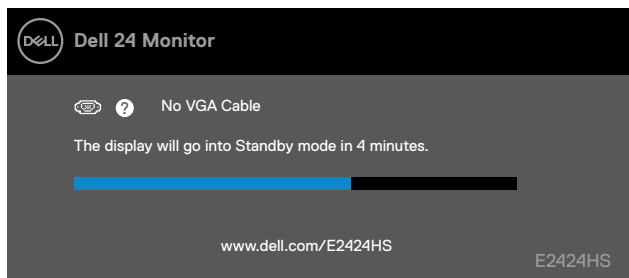 DELL Dell 24 Monitor
? No VGA Cable
The display will go into Standby mode in 4 minutes.
www.dell.com/E2424HS
E2424HS